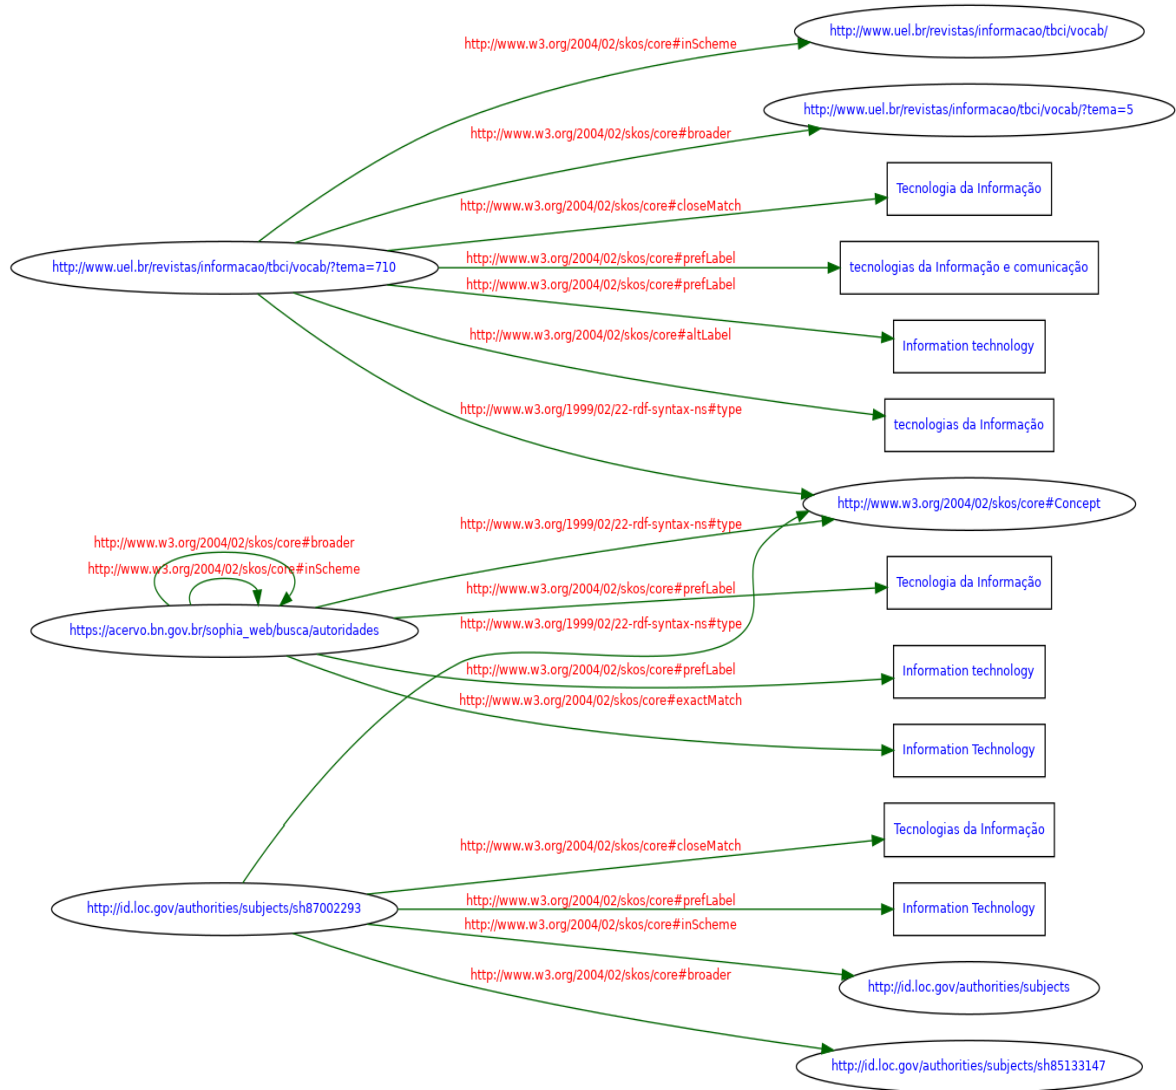 http://www.uel.br/revistas/informacao/tbci/vocab/
http://www.w3.org/2004/02/skos/core#inScheme
http://www.uel.br/revistas/informacao/tbci/vocab/?tema=5
http://www.w3.org/2004/02/skos/core#broader
Tecnologia da Informação
http://www.w3.org/2004/02/skos/core#closeMatch
http://www.uel.br/revistas/informacao/tbci/vocab/?tema=710
http://www.w3.org/2004/02/skos/core#prefLabel
tecnologias da Informação e comunicação
http://www.w3.org/2004/02/skos/core#prefLabel
Information technology
http://www.w3.org/2004/02/skos/core#altLabel
tecnologias da Informação
http://www.w3.org/1999/02/22-rdf-syntax-ns#type
http://www.w3.org/2004/02/skos/core#Concept
http://www.w3.org/1999/02/22-rdf-syntax-ns#type
http://www.w3.org/2004/02/skos/core#broader
http://www.w3.org/2004/02/skos/core#inScheme
Tecnologia da Informação
http://www.w3.org/2004/02/skos/core#prefLabel
https://acervo.bn.gov.br/sophia_web/busca/autoridades
http://www.w3.org/1999/02/22-rdf-syntax-ns#type
http://www.w3.org/2004/02/skos/core#prefLabel
Information technology
http://www.w3.org/2004/02/skos/core#exactMatch
Information Technology
Tecnologias da Informação
http://www.w3.org/2004/02/skos/core#closeMatch
http://id.loc.gov/authorities/subjects/sh87002293
http://www.w3.org/2004/02/skos/core#prefLabel
Information Technology
http://www.w3.org/2004/02/skos/core#inScheme
http://id.loc.gov/authorities/subjects
http://www.w3.org/2004/02/skos/core#broader
http://id.loc.gov/authorities/subjects/sh85133147